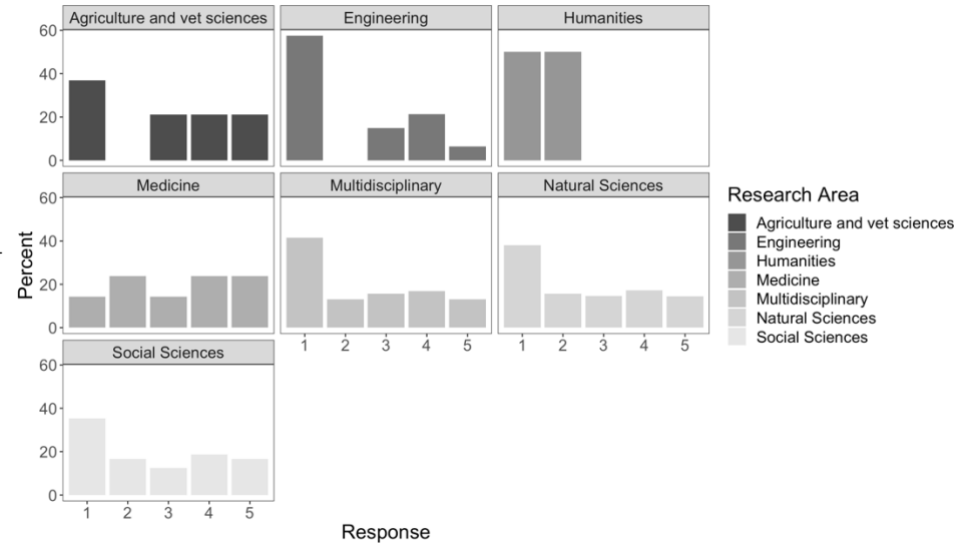 Agriculture and vet sciences
Engineering
Humanities
60
40
20
0
Medicine
Multidisciplinary
Natural Sciences
60
40
20
0
1 2 3 4 5
1 2 3 4 5
Social Sciences
60
40
20
0
1 2 3 4 5
Percent
Response
Research Area
Agriculture and vet sciences
Engineering
Humanities
Medicine
Multidisciplinary
Natural Sciences
Social Sciences